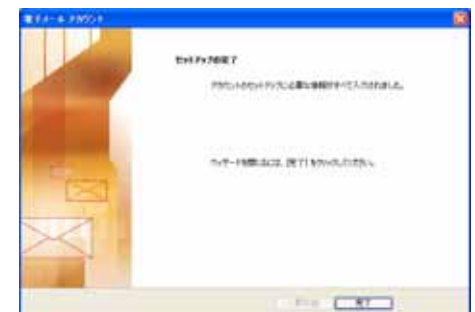 電子メール アカウント
セットアップの完了
アカウントのセットアップに必要な情報がすべて入力されました。
ウィザードを閉じるには、[完了] をクリックしてください。
完了